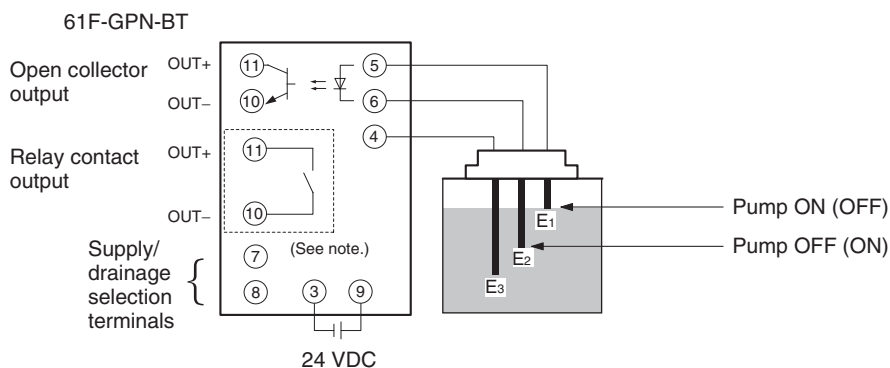 61F-GPN-BT
Open collector
output
OUT+
OUT−
11
10
5
6
4
Relay contact
output
OUT+
OUT−
11
10
Supply/
drainage
selection
terminals
7
8
(See note.)
3
9
24 VDC
E1
E2
E3
Pump ON (OFF)
Pump OFF (ON)